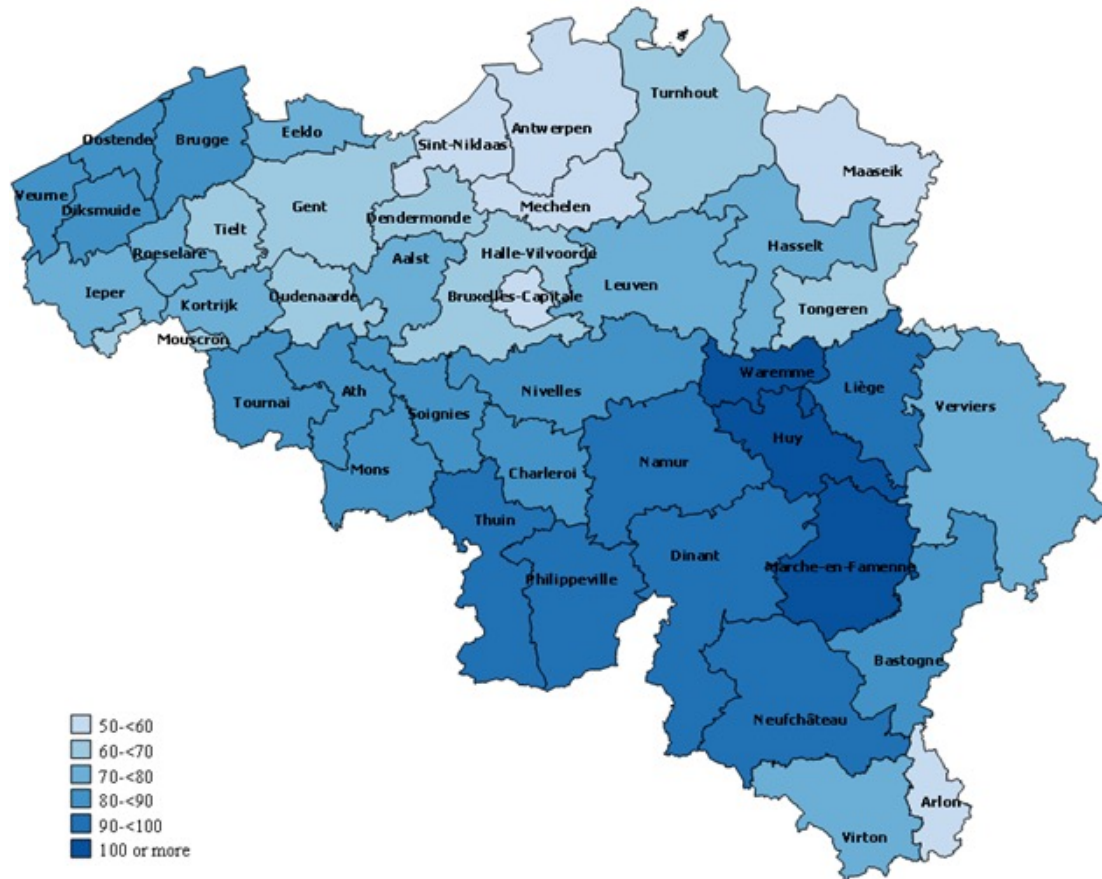 Turnhout
Antwerpen
Oostende
Brugge
Eeklo
Sint-Niklaas
Maaseik
Veurne
Gent
Mechelen
Diksmuide
Dendermonde
Tielt
Hasselt
Roeselare
Halle-Vilvoorde
Aalst
Leuven
Ieper
Kortrijk
Oudenaarde
Bruxelles-Capitale
Tongeren
Mouscron
Waremme
Liège
Ath
Nivelles
Tournai
Soignies
Verviers
Huy
Namur
Mons
Charleroi
Thuin
Dinant
Marche-en-Famenne
Philippeville
Bastogne
Neufchâteau
Arlon
Virton
50-<60
60-<70
70-<80
80-<90
90-<100
100 or more